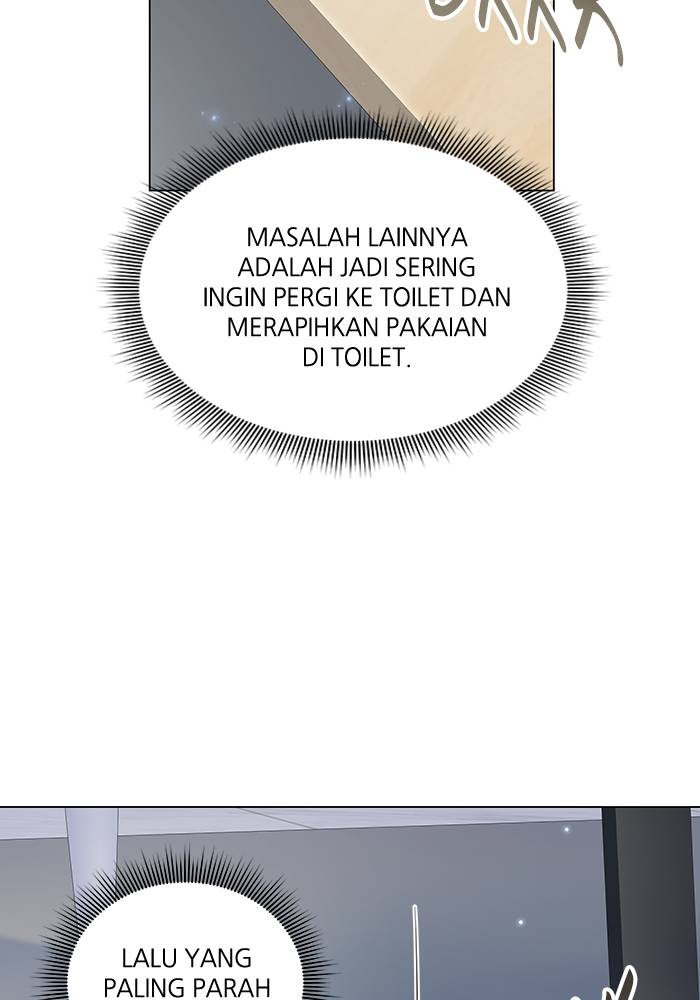 MASALAH LAINNYA
ADALAH JADI SERING
INGIN PERGI KE TOILET DAN
MERAPIHKAN PAKAIAN
DI TOILET.
LALU YANG
PALING PARAH